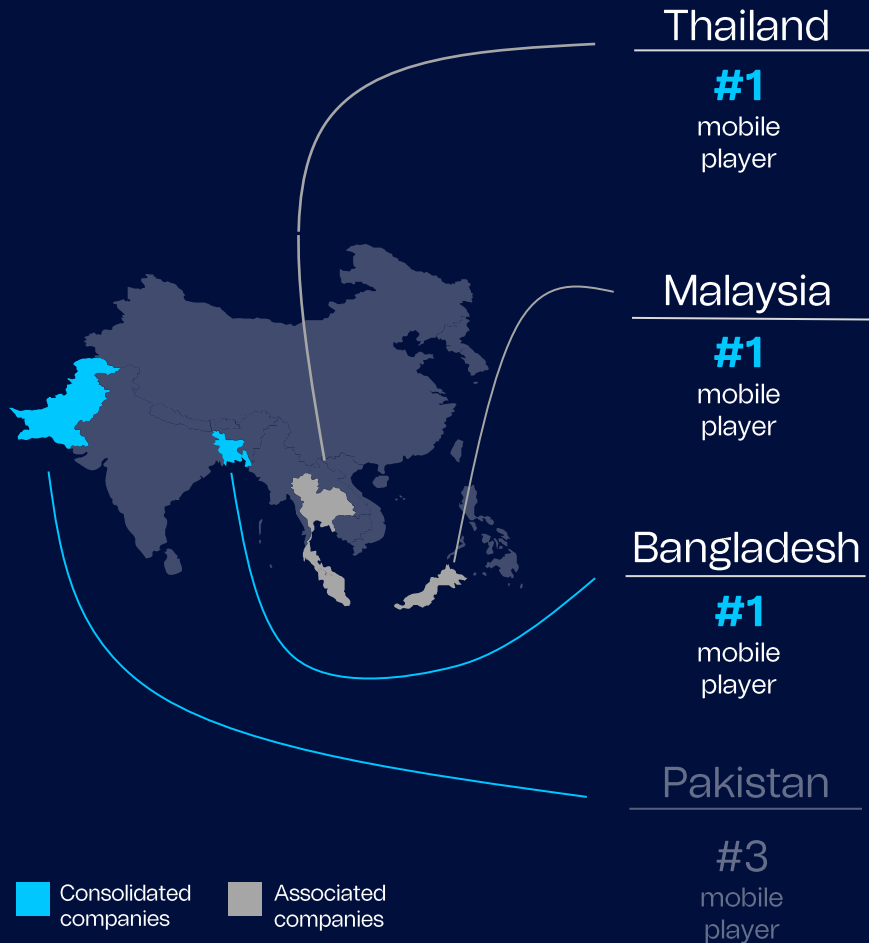 Thailand
#1
mobile
player
Malaysia
#1
mobile
player
Bangladesh
#1
mobile
player
Pakistan
#3
mobile
player
Consolidated
companies
Associated
companies